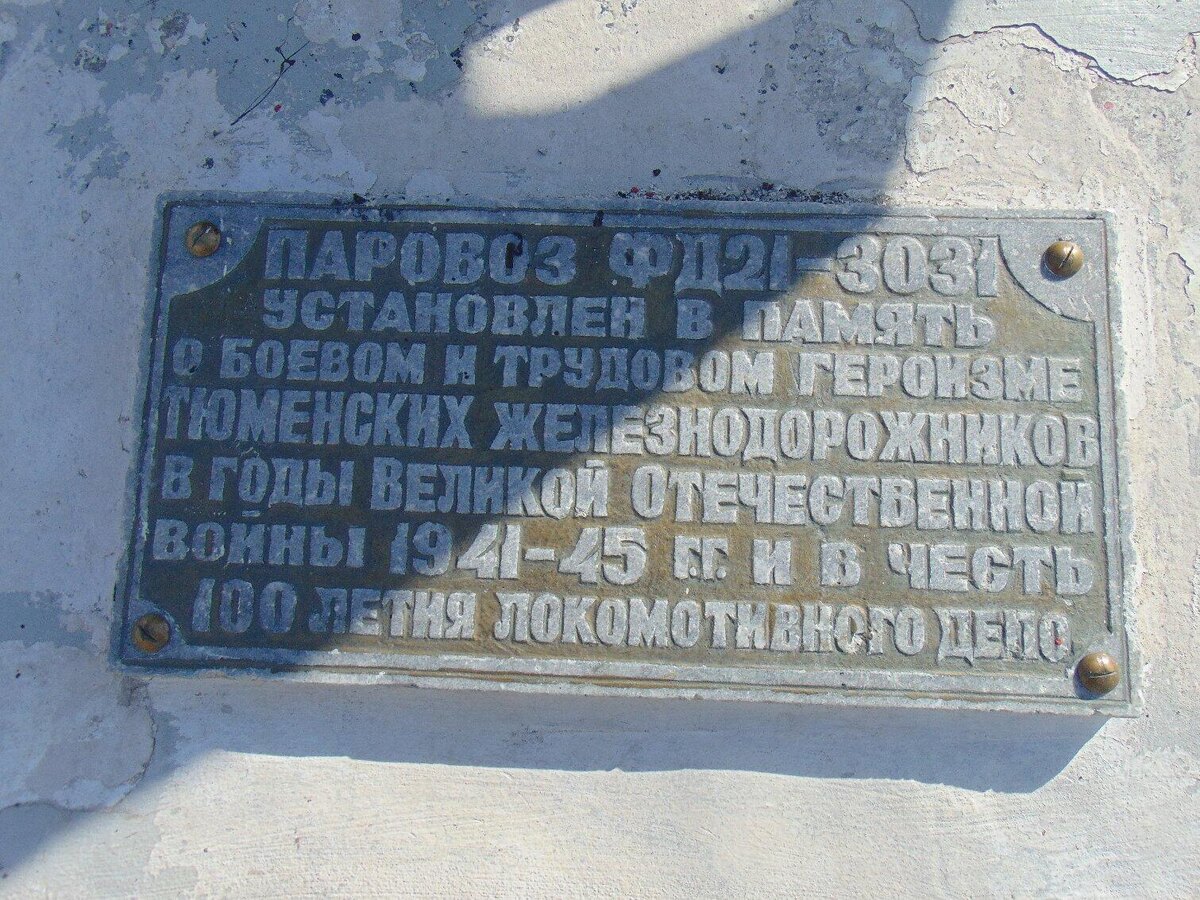 ПАРОВОЗ ФД21-3031
УСТАНОВЛЕН В ПАМЯТЬ
О БОЕВОМ И ТРУДОВОМ ГЕРОИЗМЕ
ТЮМЕНСКИХ ЖЕЛЕЗНОДОРОЖНИКОВ
В ГОДЫ ВЕЛИКОЙ ОТЕЧЕСТВЕННОЙ
ВОЙНЫ 1941-45 ГГ. И В ЧЕСТЬ
100 ЛЕТИЯ ЛОКОМОТИВНОГО ДЕПО